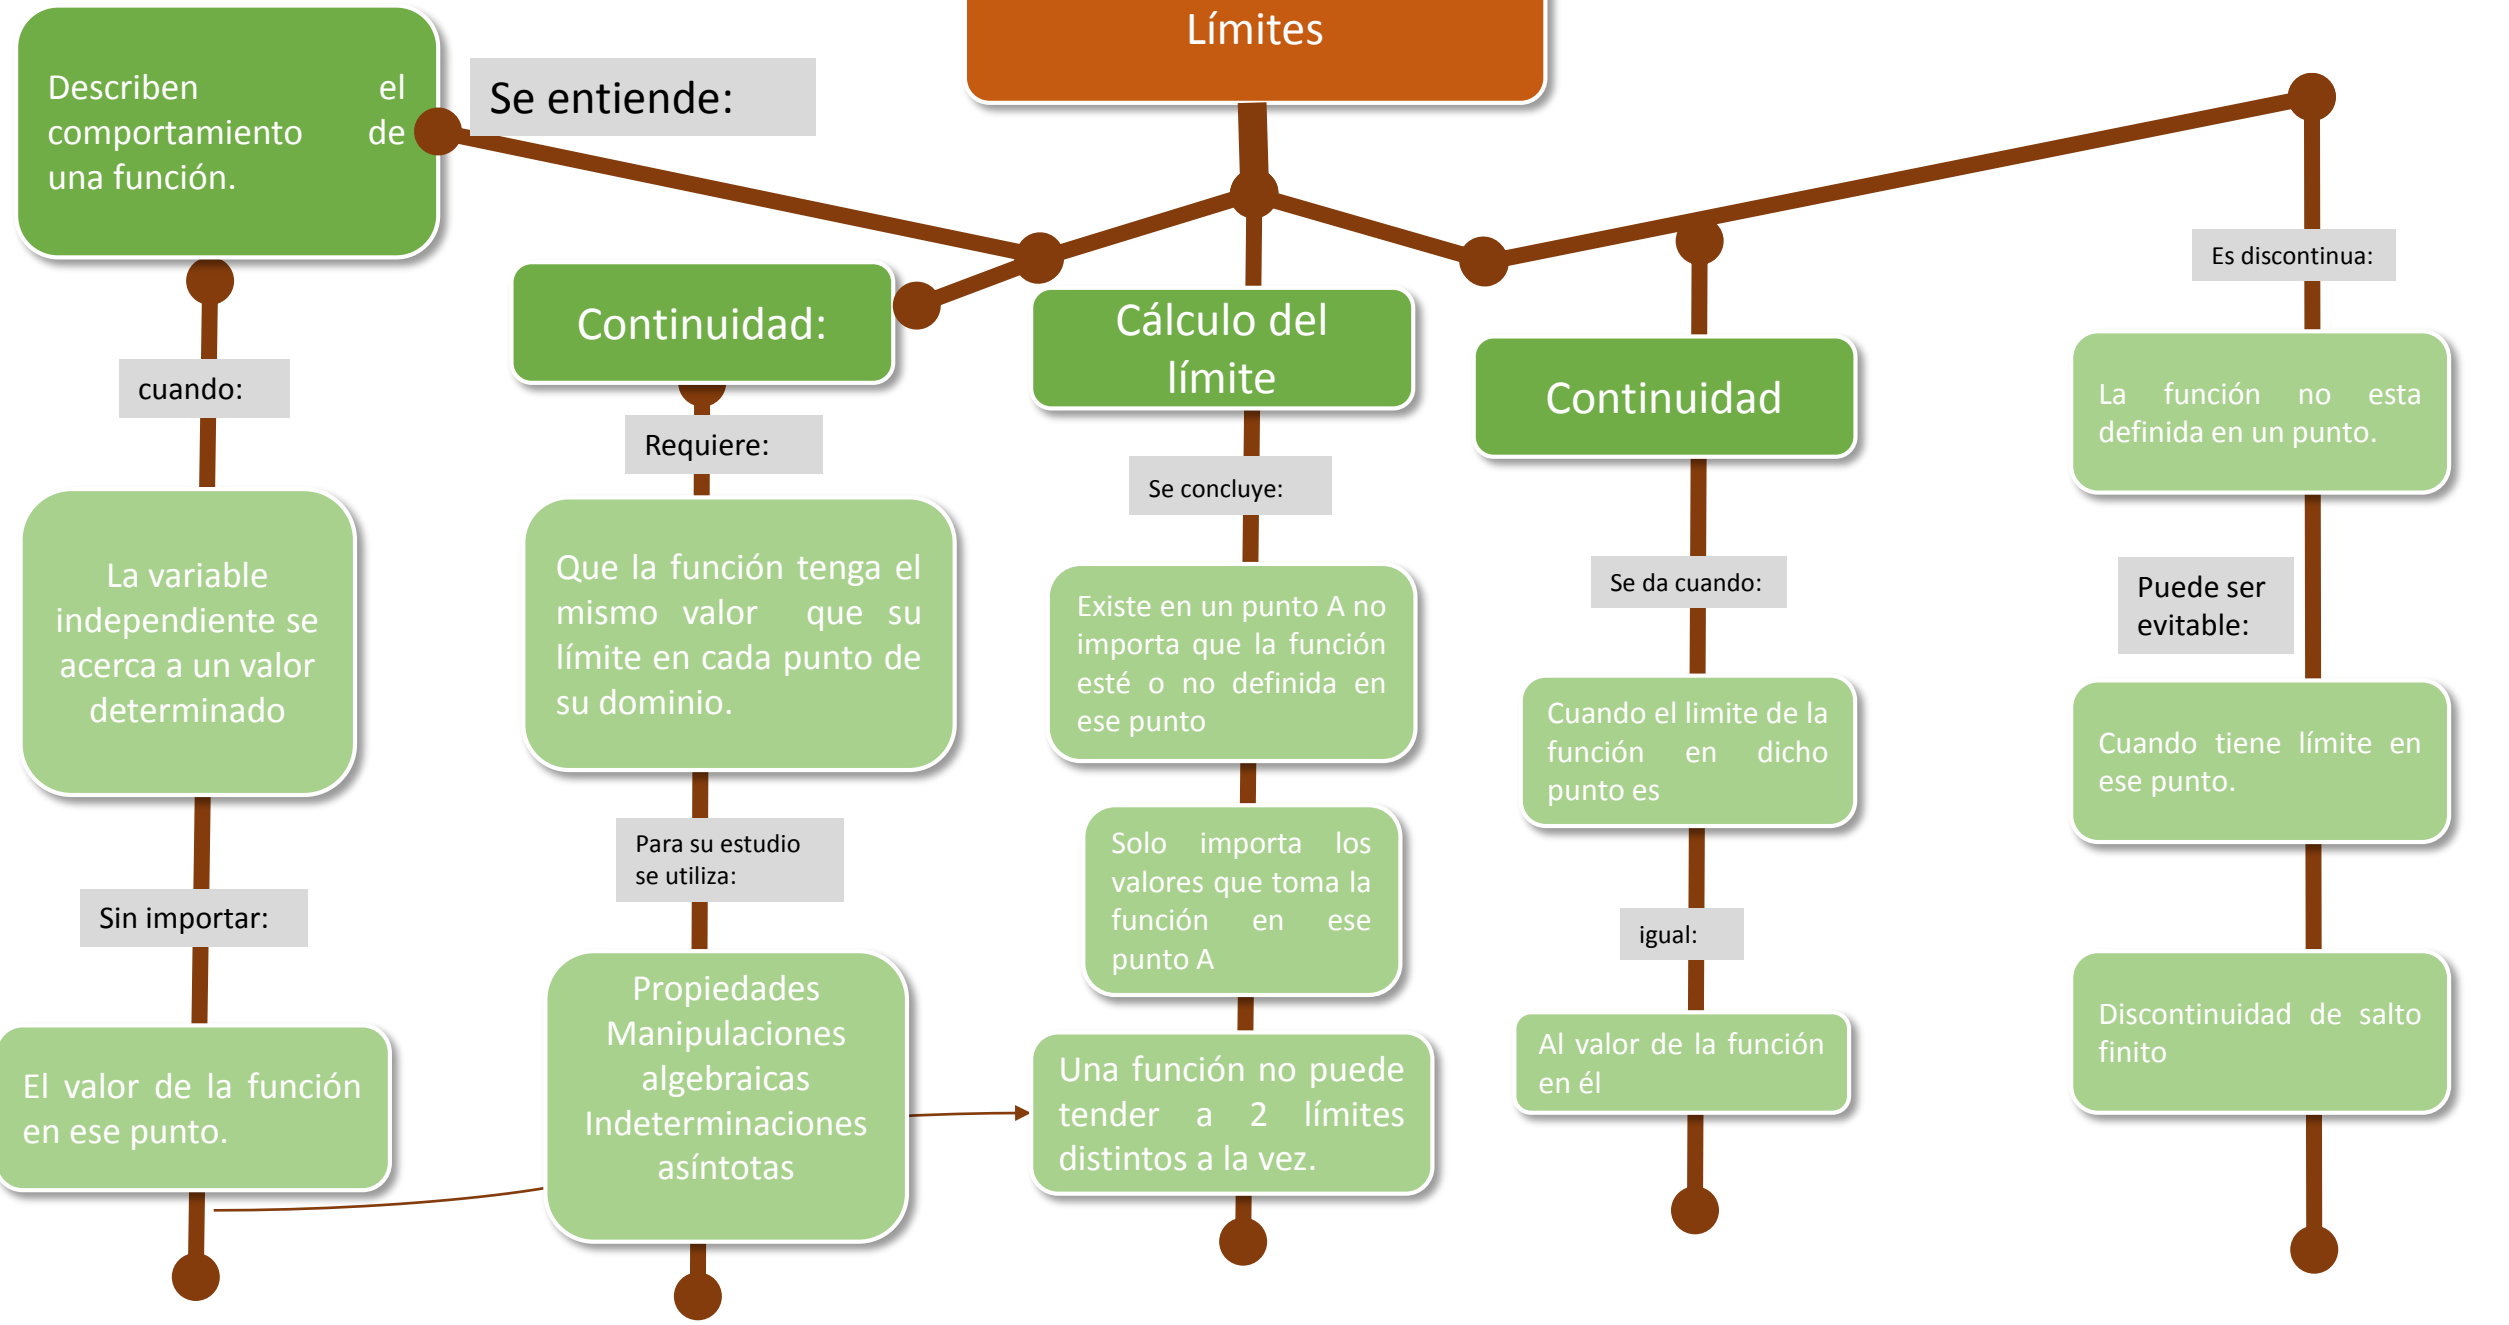 Límites
Se entiende:
Describen el
comportamiento de
una función.
cuando:
La variable
independiente se
acerca a un valor
determinado
Sin importar:
El valor de la función
en ese punto.
Continuidad:
Requiere:
Que la función tenga el
mismo valor que su
límite en cada punto de
su dominio.
Para su estudio
se utiliza:
Propiedades
Manipulaciones
algebraicas
Indeterminaciones
asíntotas
Cálculo del
límite
Se concluye:
Existe en un punto A no
importa que la función
esté o no definida en
ese punto
Solo importa los
valores que toma la
función en ese
punto A
Una función no puede
tender a 2 límites
distintos a la vez.
Continuidad
Se da cuando:
Cuando el limite de la
función en dicho
punto es
igual:
Al valor de la función
en él
Es discontinua:
La función no esta
definida en un punto.
Puede ser
evitable:
Cuando tiene límite en
ese punto.
Discontinuidad de salto
finito